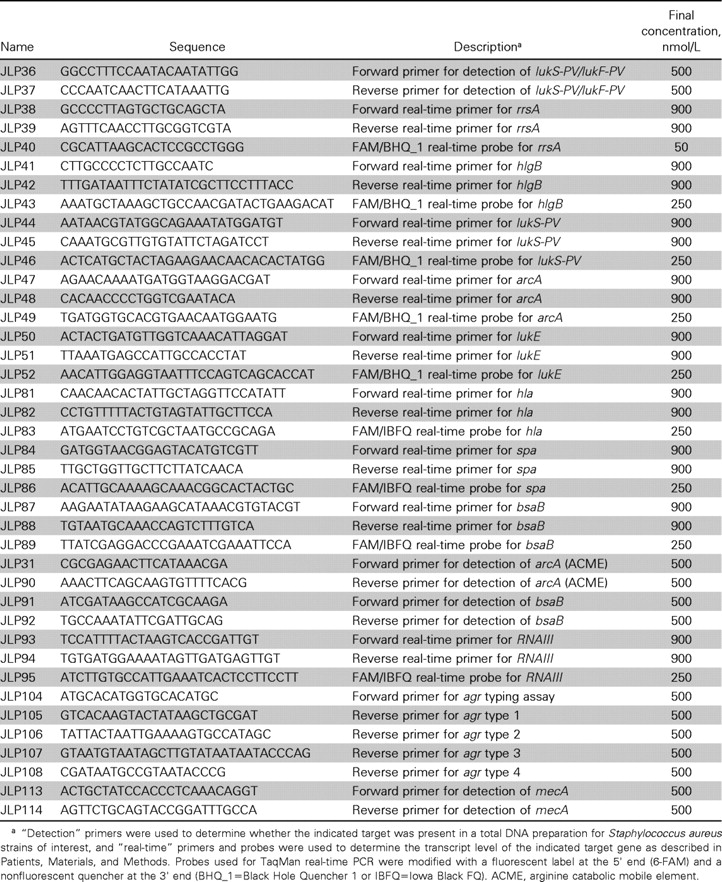 Name Sequence Descriptionᵃ Final concentration, nmol/L
JLP36 GGCCTTTCCAATACAATATTGG Forward primer for detection of lukS-PV/lukF-PV 500
JLP37 CCCAATCAACTTCATAAATTG Reverse primer for detection of lukS-PV/lukF-PV 500
JLP38 GCCCCTTAGTGCTGCAGCTA Forward real-time primer for rrsA 900
JLP39 AGTTTCAACCTTGCGGTCGTA Reverse real-time primer for rrsA 900
JLP40 CGCATTAAGCACTCCGCCTGGG FAM/BHQ_1 real-time probe for rrsA 50
JLP41 CTTGCCCCTCTTGCCAATC Forward real-time primer for hlgB 900
JLP42 TTTGATAATTTCTATATCGCTTCCTTTACC Reverse real-time primer for hlgB 900
JLP43 AAATGCTAAAGCTGCCAACGATACTGAAGACAT FAM/BHQ_1 real-time probe for hlgB 250
JLP44 AATAACGTATGGCAGAAATATGGATGT Forward real-time primer for lukS-PV 900
JLP45 CAAATGCGTTGTGTATTCTAGATCCT Reverse real-time primer for lukS-PV 900
JLP46 ACTCATGCTACTAGAAGAACAACACACTATGG FAM/BHQ_1 real-time probe for lukS-PV 250
JLP47 AGAACAAAATGATGGTAAGGACGAT Forward real-time primer for arcA 900
JLP48 CACAACCCCTGGTCGAATACA Reverse real-time primer for arcA 900
JLP49 TGATGGTGCACGTGAACAATGGAATG FAM/BHQ_1 real-time probe for arcA 250
JLP50 ACTACTGATGTTGGTCAAACATTAGGAT Forward real-time primer for lukE 900
JLP51 TTAAATGAGCCATTGCCACCTAT Reverse real-time primer for lukE 900
JLP52 AACATTGGAGGTAATTTCCAGTCAGCACCAT FAM/BHQ_1 real-time probe for lukE 250
JLP81 CAACAACACTATTGCTAGGTTCCATATT Forward real-time primer for hla 900
JLP82 CCTGTTTTTACTGTAGTATTGCTTCCA Reverse real-time primer for hla 900
JLP83 ATGAATCCTGTCGCTAATGCCGCAGA FAM/IBFQ real-time probe for hla 250
JLP84 GATGGTAACGGAGTACATGTCGTT Forward real-time primer for spa 900
JLP85 TTGCTGGTTGCTTCTTATCAACA Reverse real-time primer for spa 900
JLP86 ACATTGCAAAAGCAAACGGCACTACTGC FAM/IBFQ real-time probe for spa 250
JLP87 AAGAATATAAGAAGCATAAACGTGTACGT Forward real-time primer for bsaB 900
JLP88 TGTAATGCAAACCAGTCTTTGTCA Reverse real-time primer for bsaB 900
JLP89 TTATCGAGGACCCGAAATCGAAATTCCA FAM/IBFQ real-time probe for bsaB 250
JLP31 CGCGAGAACTTCATAAACGA Forward primer for detection of arcA (ACME) 500
JLP90 AAACTTCAGCAAGTGTTTTCACG Reverse primer for detection of arcA (ACME) 500
JLP91 ATCGATAAGCCATCGCAAGA Forward primer for detection of bsaB 500
JLP92 TGCCAAATATTCGATTGCAG Reverse primer for detection of bsaB 500
JLP93 TCCATTTTACTAAGTCACCGATTGT Forward real-time primer for RNAIII 900
JLP94 TGTGATGGAAAATAGTTGATGAGTTGT Reverse real-time primer for RNAIII 900
JLP95 ATCTTGTGCCATTGAAATCACTCCTTCCTT FAM/IBFQ real-time probe for RNAIII 250
JLP104 ATGCACATGGTGCACATGC Forward primer for agr typing assay 500
JLP105 GTCACAAGTACTATAAGCTGCGAT Reverse primer for agr type 1 500
JLP106 TATTACTAATTGAAAAGTGCCATAGC Reverse primer for agr type 2 500
JLP107 GTAATGTAATAGCTTGTATAATAATACCCAG Reverse primer for agr type 3 500
JLP108 CGATAATGCCGTAATACCCG Reverse primer for agr type 4 500
JLP113 ACTGCTATCCACCCTCAAACAGGT Forward primer for detection of mecA 500
JLP114 AGTTCTGCAGTACCGGATTTGCCA Reverse primer for detection of mecA 500
ᵃ "Detection" primers were used to determine whether the indicated target was present in a total DNA preparation for Staphylococcus aureus
strains of interest, and "real-time" primers and probes were used to determine the transcript level of the indicated target gene as described in
Patients, Materials, and Methods. Probes used for TaqMan real-time PCR were modified with a fluorescent label at the 5' end (6-FAM) and a
nonfluorescent quencher at the 3' end (BHQ_1=Black Hole Quencher 1 or IBFQ=Iowa Black FQ). ACME, arginine catabolic mobile element.